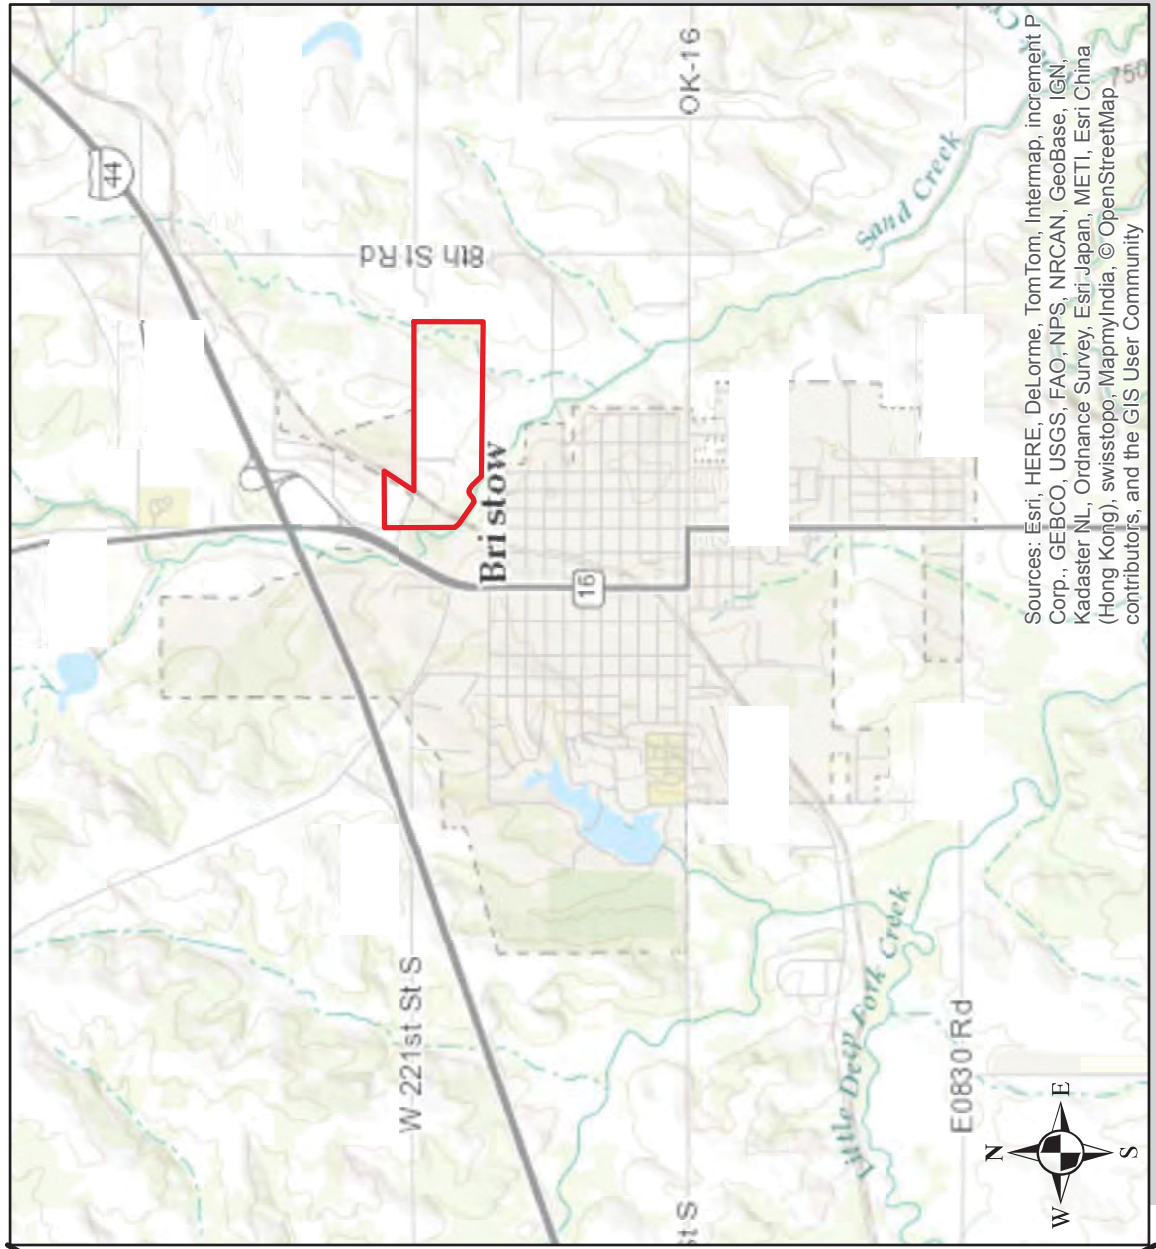 44
OK-16
8th St Rd
Sand Creek
750
Bristow
16
W 221st St S
Little Deep Fork Creek
E0830 Rd
St S
N
W
E
S
Sources: Esri, HERE, DeLorme, TomTom, Intermap, increment P
Corp., GEBCO, USGS, FAO, NPS, NRCAN, GeoBase, IGN,
Kadaster NL, Ordnance Survey, Esri Japan, METI, Esri China
(Hong Kong), swisstopo, MapmyIndia, © OpenStreetMap
contributors, and the GIS User Community